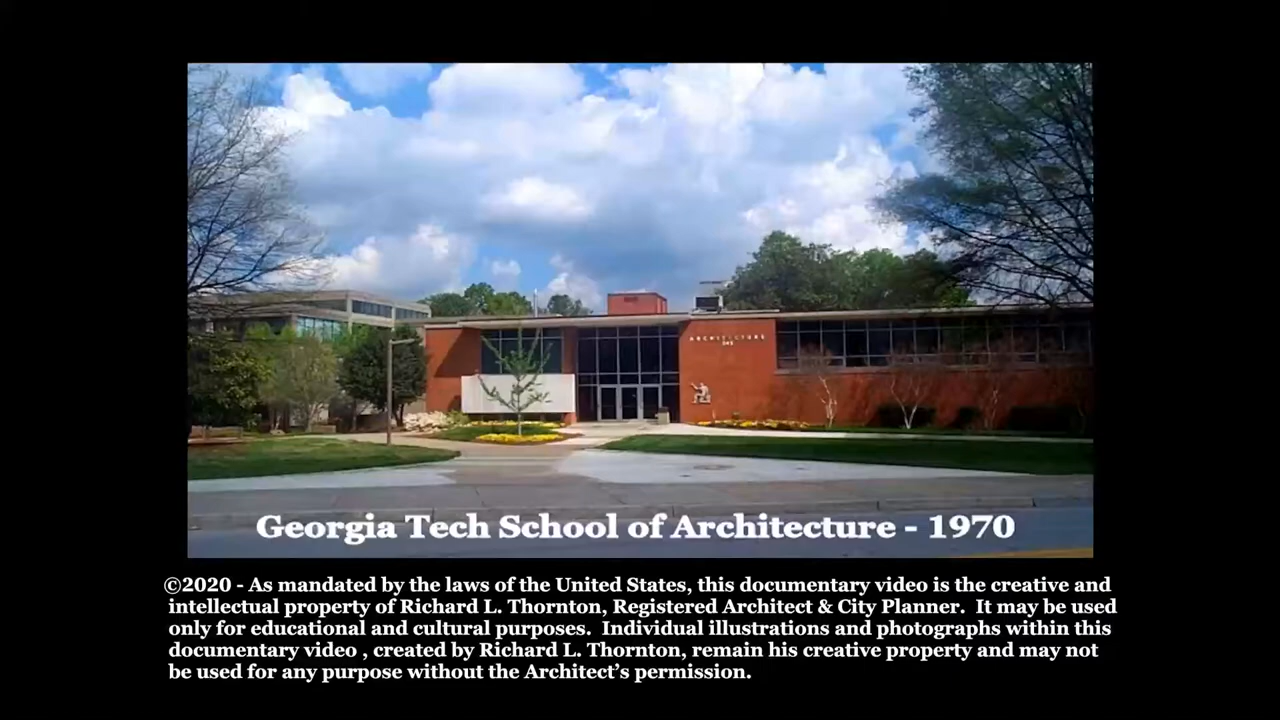 ARCHITECTURE
Georgia Tech School of Architecture - 1970
©2020 - As mandated by the laws of the United States, this documentary video is the creative and
intellectual property of Richard L. Thornton, Registered Architect & City Planner.  It may be used
only for educational and cultural purposes.  Individual illustrations and photographs within this
documentary video , created by Richard L. Thornton, remain his creative property and may not
be used for any purpose without the Architect's permission.